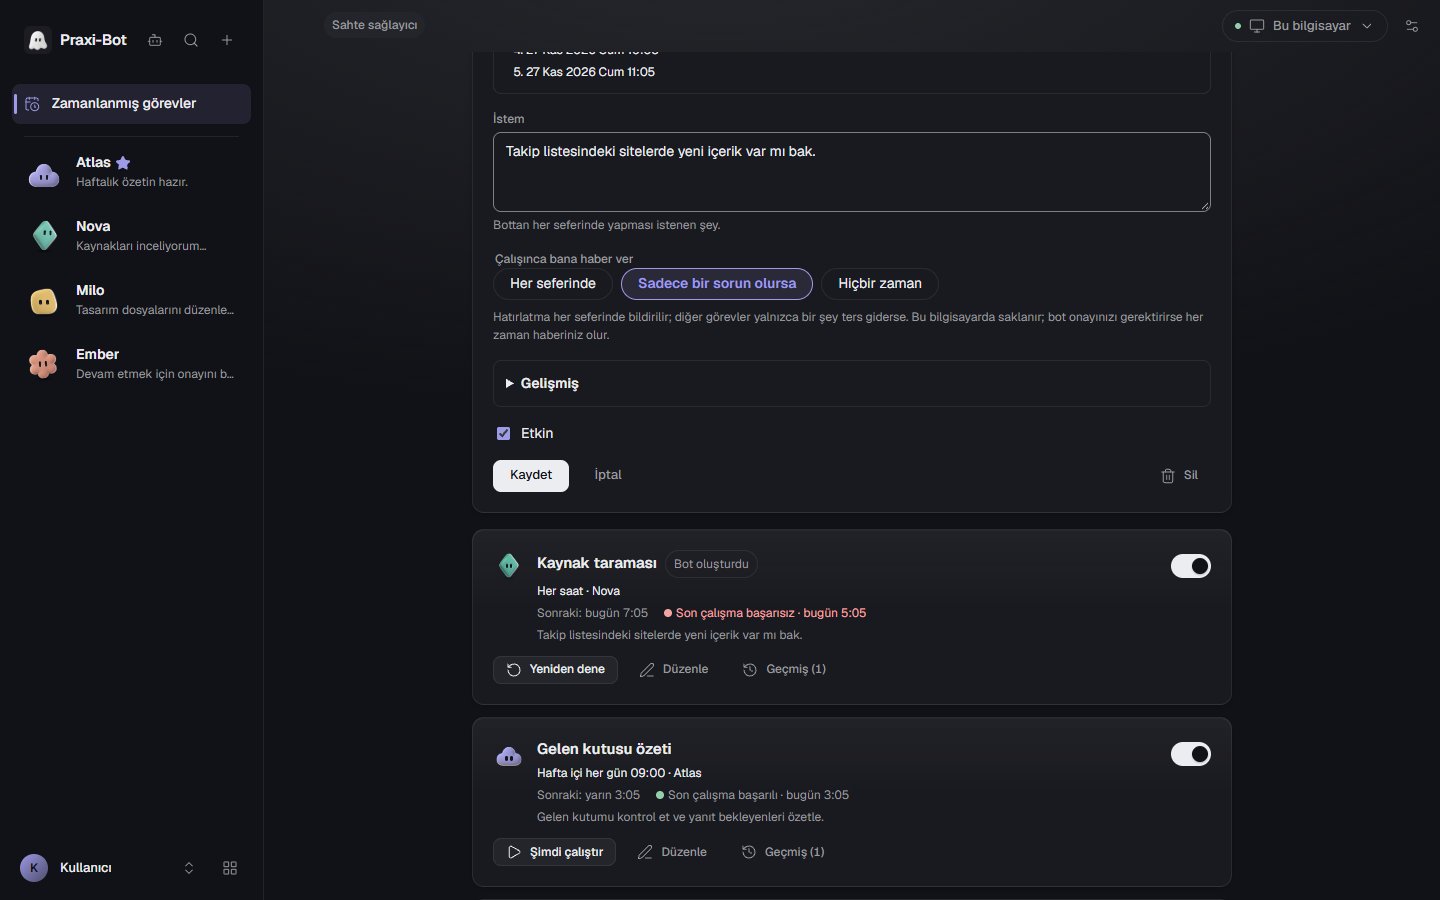 Praxi-Bot
Zamanlanmış görevler
Atlas
Haftalık özetin hazır.
Nova
Kaynakları inceliyorum...
Milo
Tasarım dosyalarını düzenle...
Ember
Devam etmek için onayını b...
K
Kullanıcı
Sahte sağlayıcı
Bu bilgisayar
5. 27 Kas 2026 Cum 11:05
İstem
Takip listesindeki sitelerde yeni içerik var mı bak.
Bottan her seferinde yapması istenen şey.
Çalışınca bana haber ver
Her seferinde
Sadece bir sorun olursa
Hiçbir zaman
Hatırlatma her seferinde bildirilir; diğer görevler yalnızca bir şey ters giderse. Bu bilgisayarda saklanır; bot onayınızı gerektirirse her
zaman haberiniz olur.
Gelişmiş
Etkin
Kaydet
İptal
Sil
Kaynak taraması
Bot oluşturdu
Her saat · Nova
Sonraki: bugün 7:05
Son çalışma başarısız · bugün 5:05
Takip listesindeki sitelerde yeni içerik var mı bak.
Yeniden dene
Düzenle
Geçmiş (1)
Gelen kutusu özeti
Hafta içi her gün 09:00 · Atlas
Sonraki: yarın 3:05
Son çalışma başarılı · bugün 3:05
Gelen kutumu kontrol et ve yanıt bekleyenleri özetle.
Şimdi çalıştır
Düzenle
Geçmiş (1)